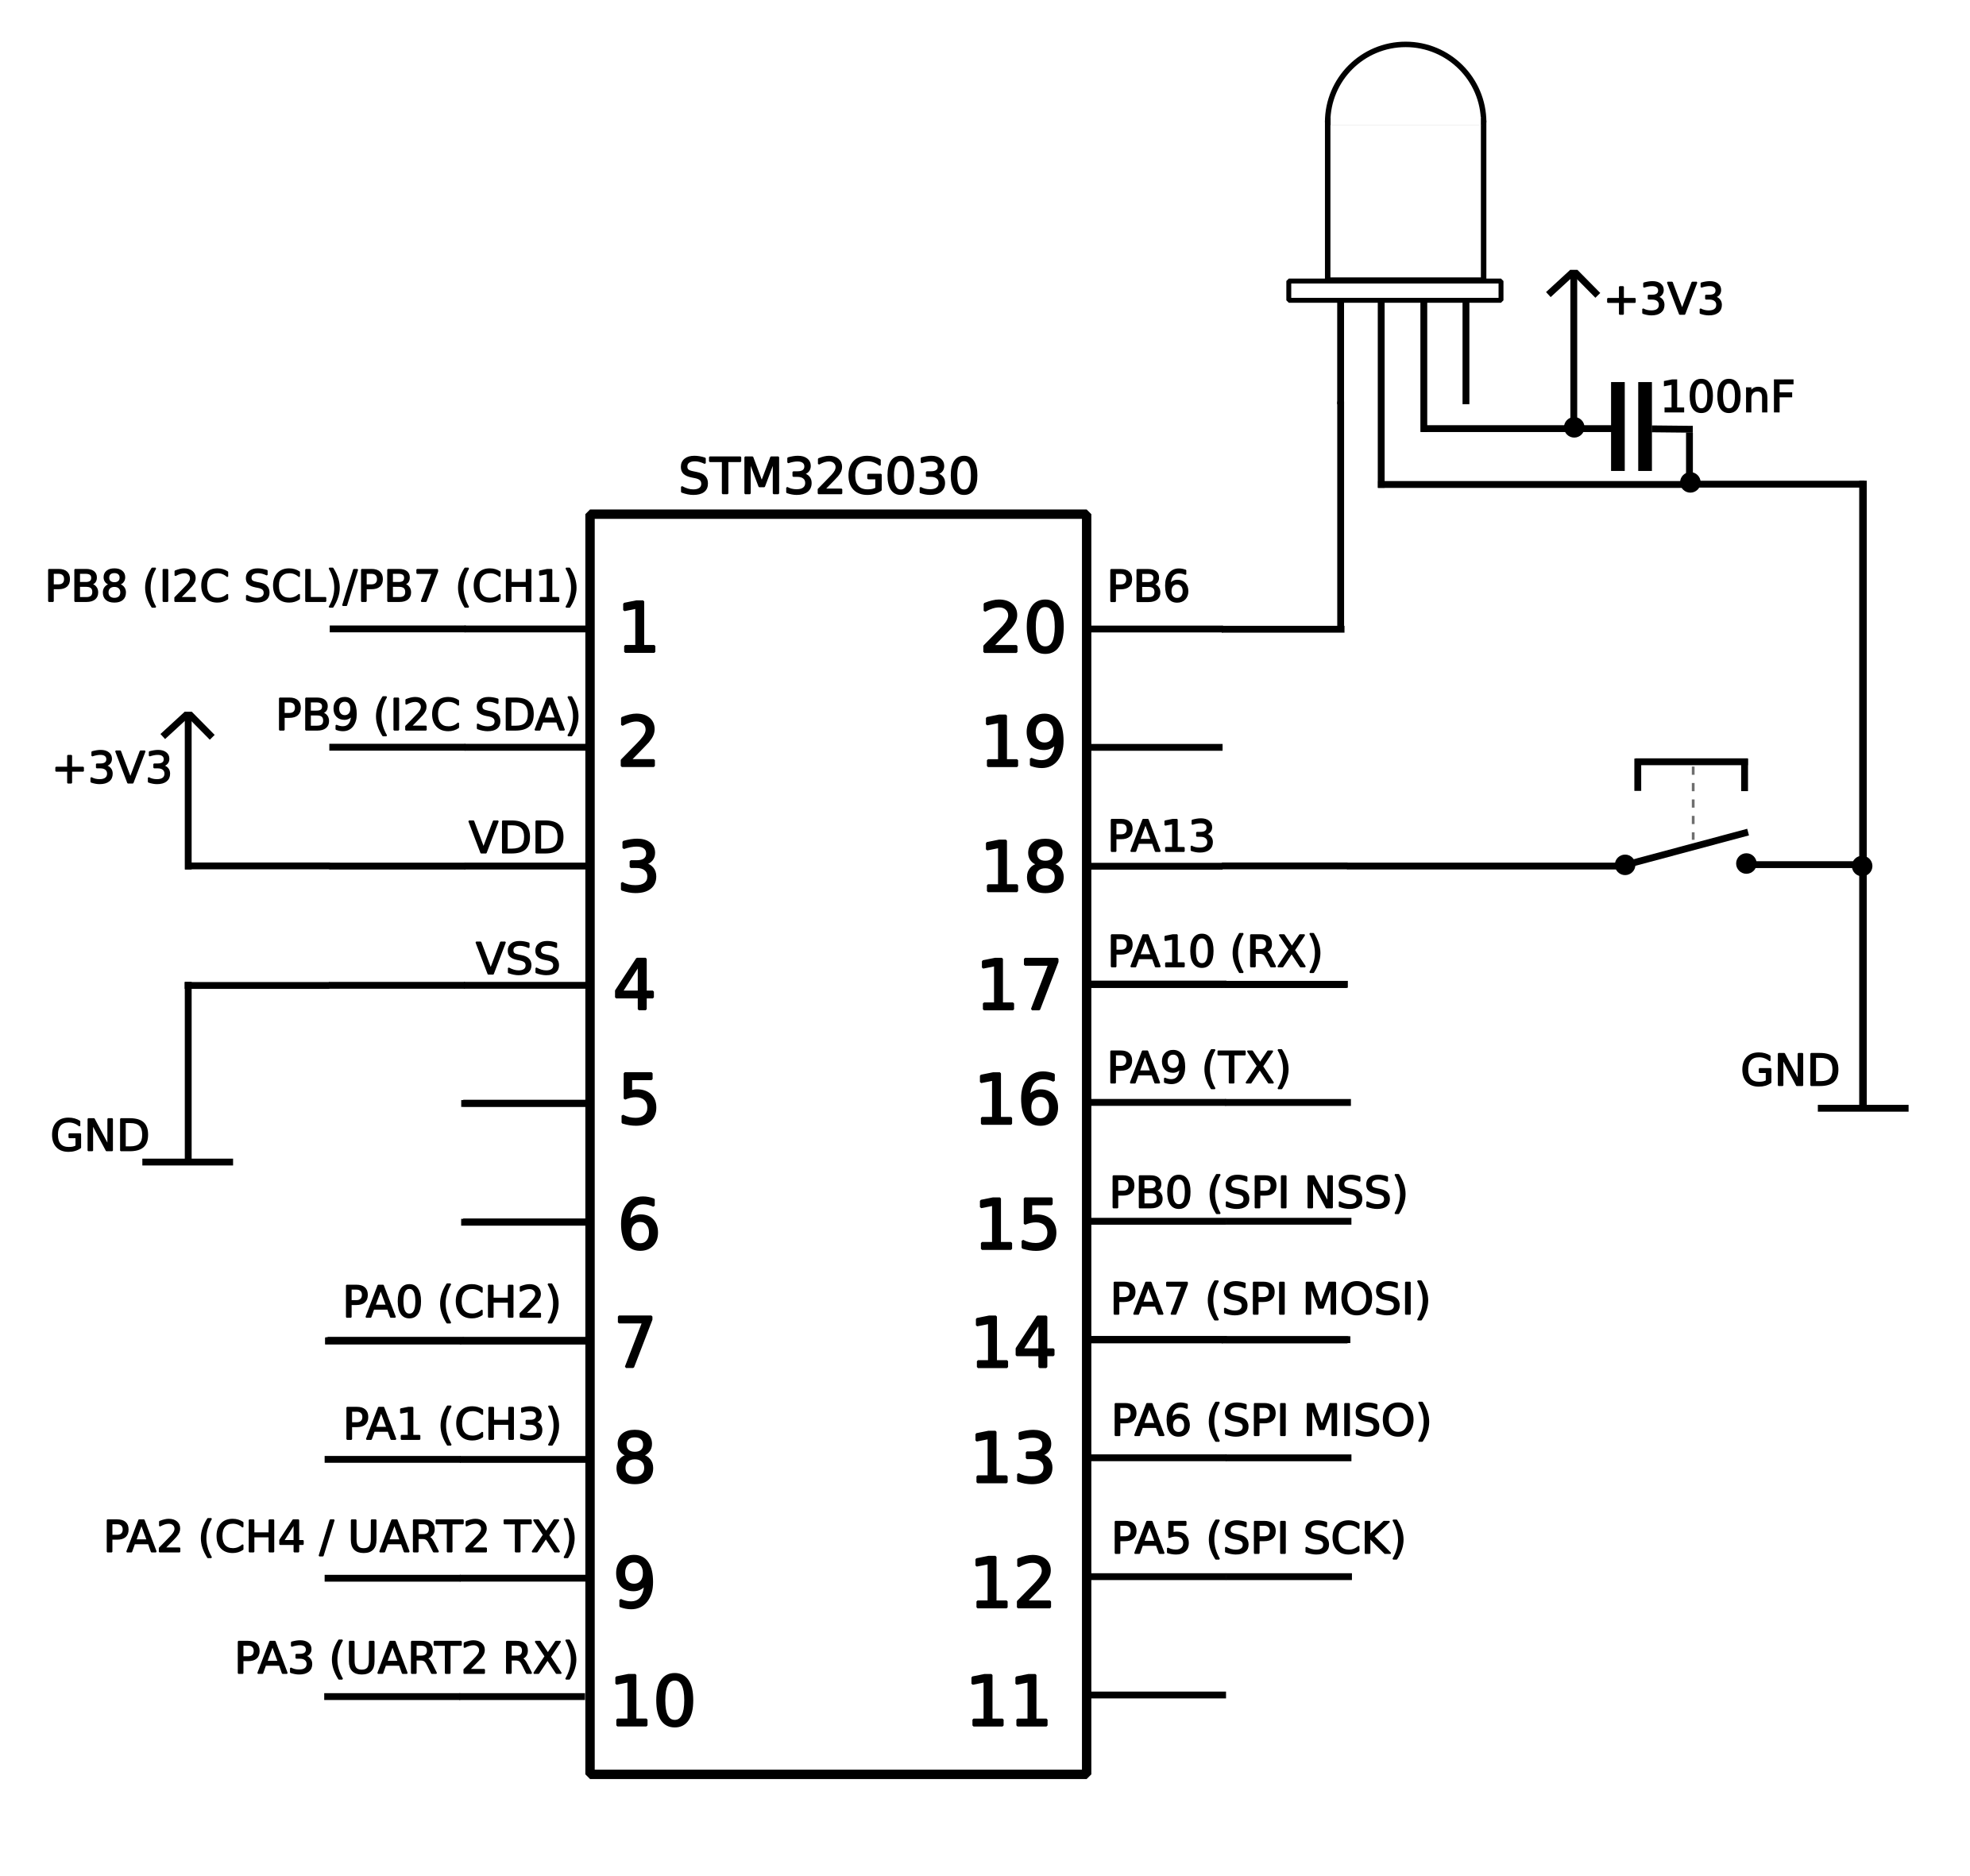 +3V3
100nF
STM32G030
PB8 (I2C SCL)/PB7 (CH1)
1
20
PB6
PB9 (I2C SDA)
2
19
+3V3
VDD
3
18
PA13
VSS
4
17
PA10 (RX)
GND
5
16
PA9 (TX)
GND
6
15
PB0 (SPI NSS)
PA0 (CH2)
7
14
PA7 (SPI MOSI)
PA1 (CH3)
8
13
PA6 (SPI MISO)
PA2 (CH4 / UART2 TX)
9
12
PA5 (SPI SCK)
PA3 (UART2 RX)
10
11